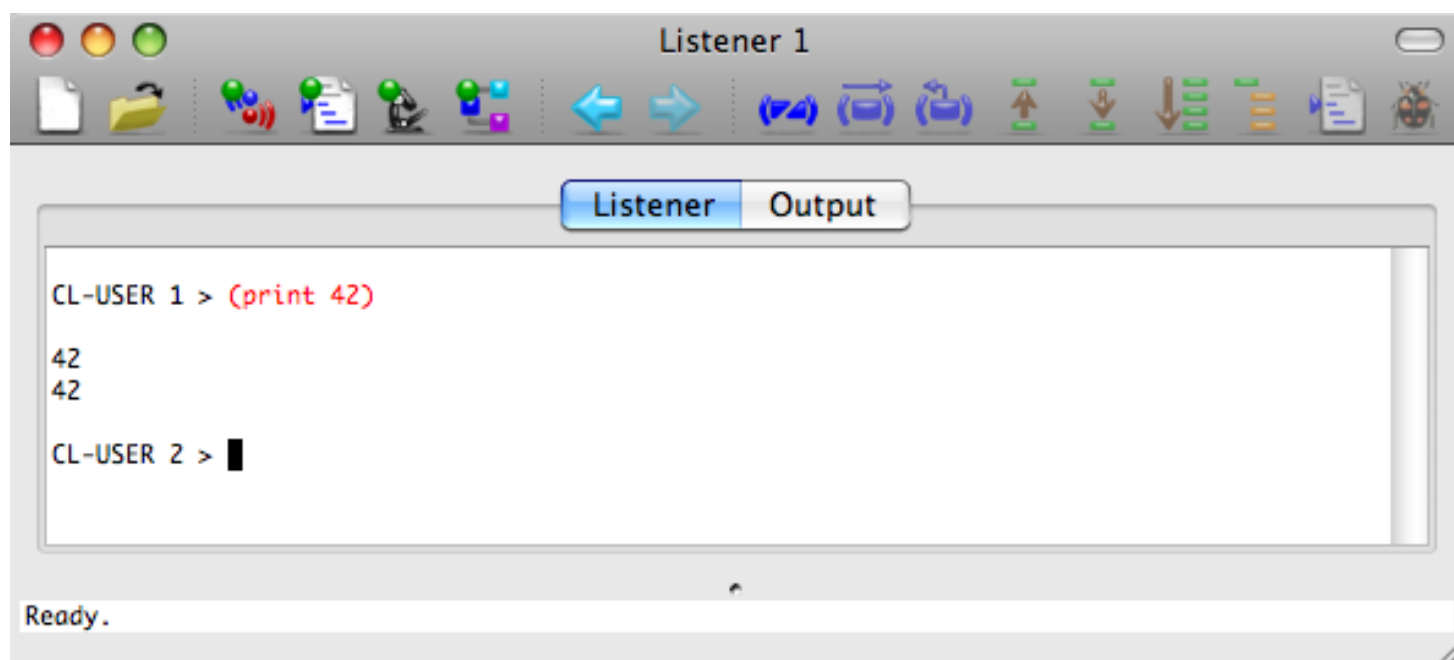 Listener 1
Listener Output
CL-USER 1 > (print 42)
42
42
CL-USER 2 >
Ready.